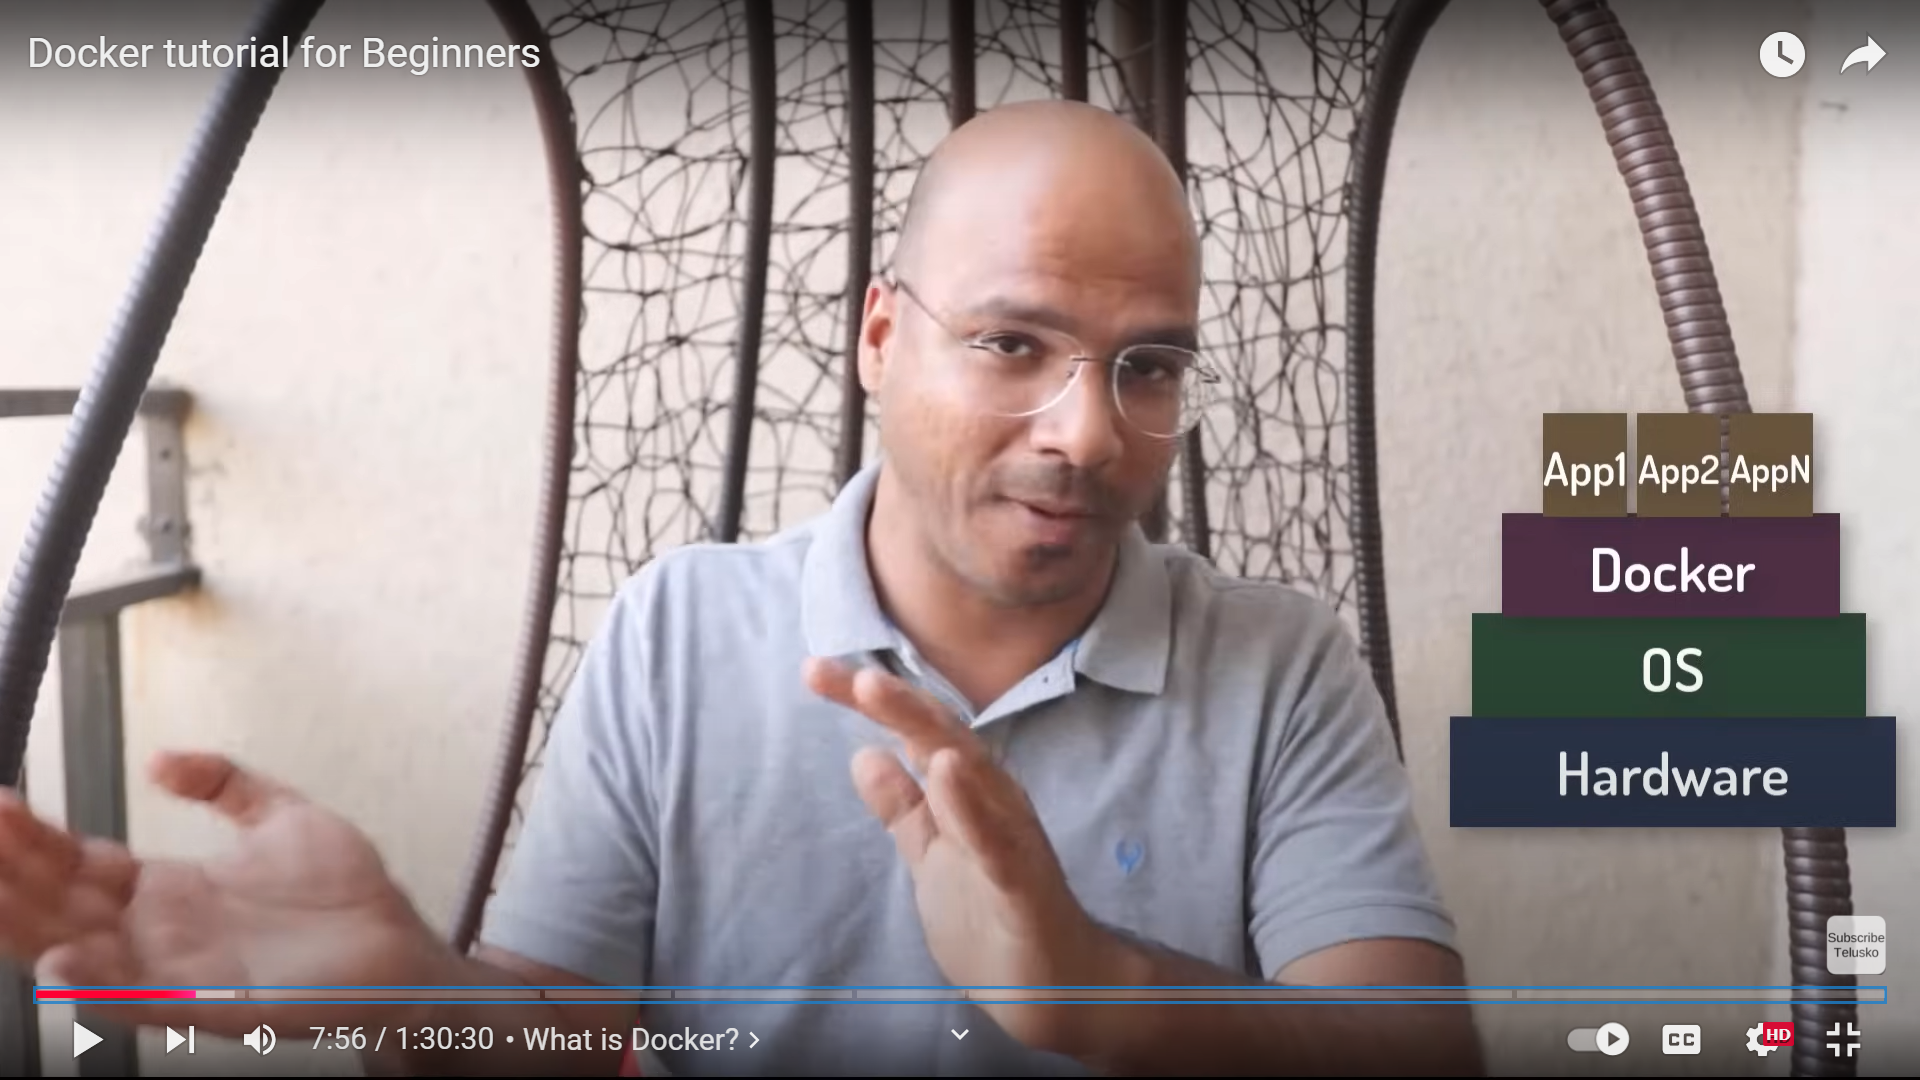 Docker tutorial for Beginners
App1 App2 AppN
Docker
OS
Hardware
Subscribe
Telusko
7:56 / 1:30:30 • What is Docker? >
CC
HD